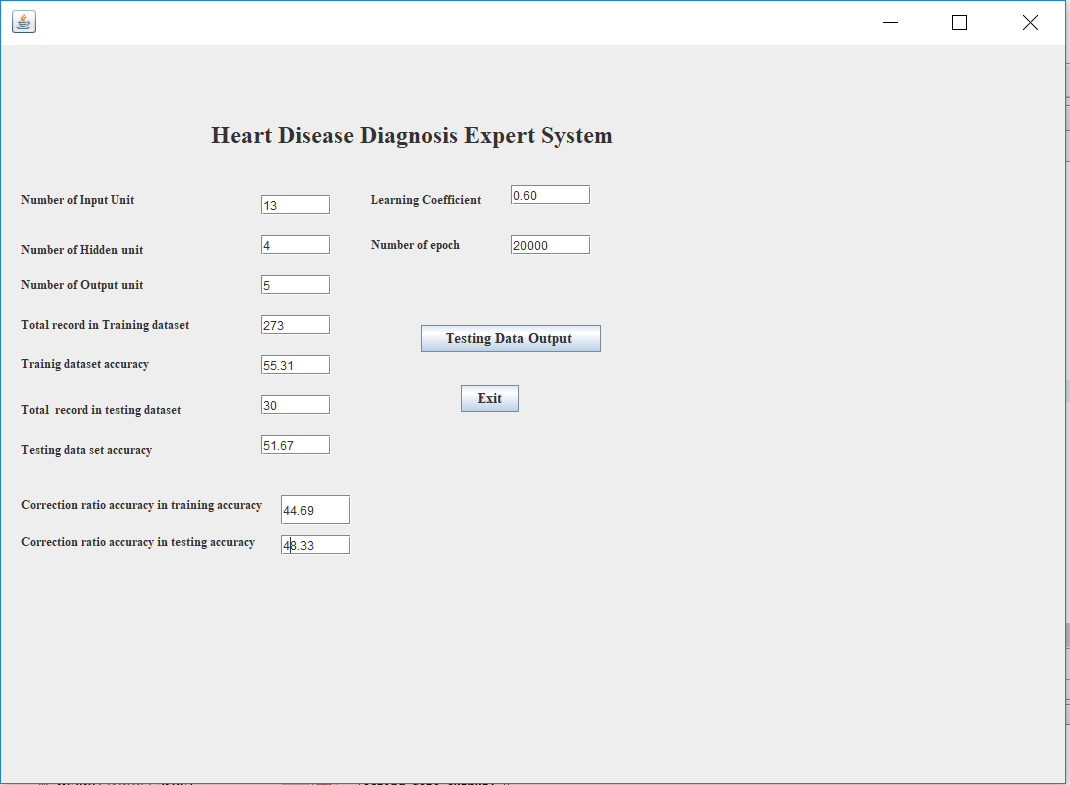 Heart Disease Diagnosis Expert System
Number of Input Unit 13 Learning Coefficient 0.60
Number of Hidden unit 4 Number of epoch 20000
Number of Output unit 5
Total record in Training dataset 273
Testing Data Output
Trainig dataset accuracy 55.31
Exit
Total record in testing dataset 30
Testing data set accuracy 51.67
Correction ratio accuracy in training accuracy 44.69
Correction ratio accuracy in testing accuracy 48.33